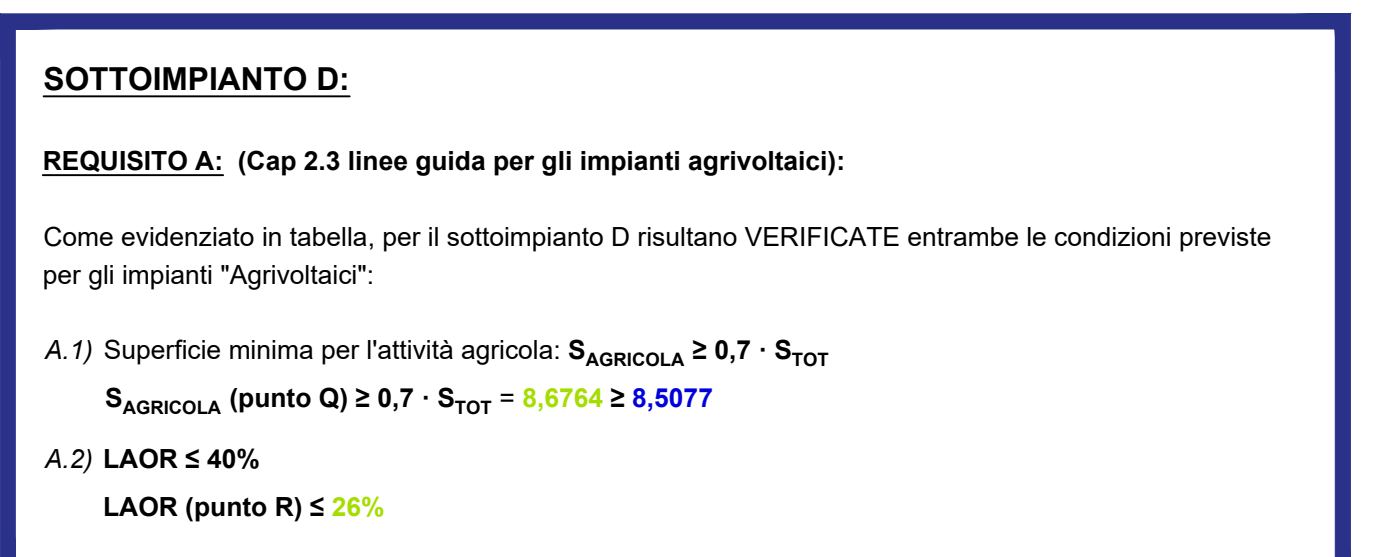 SOTTOIMPIANTO D:
REQUISITO A: (Cap 2.3 linee guida per gli impianti agrivoltaici):
Come evidenziato in tabella, per il sottoimpianto D risultano VERIFICATE entrambe le condizioni previste
per gli impianti "Agrivoltaici":
A.1) Superficie minima per l'attività agricola: SAGRICOLA ≥ 0,7 · STOT
SAGRICOLA (punto Q) ≥ 0,7 · STOT = 8,6764 ≥ 8,5077
A.2) LAOR ≤ 40%
LAOR (punto R) ≤ 26%